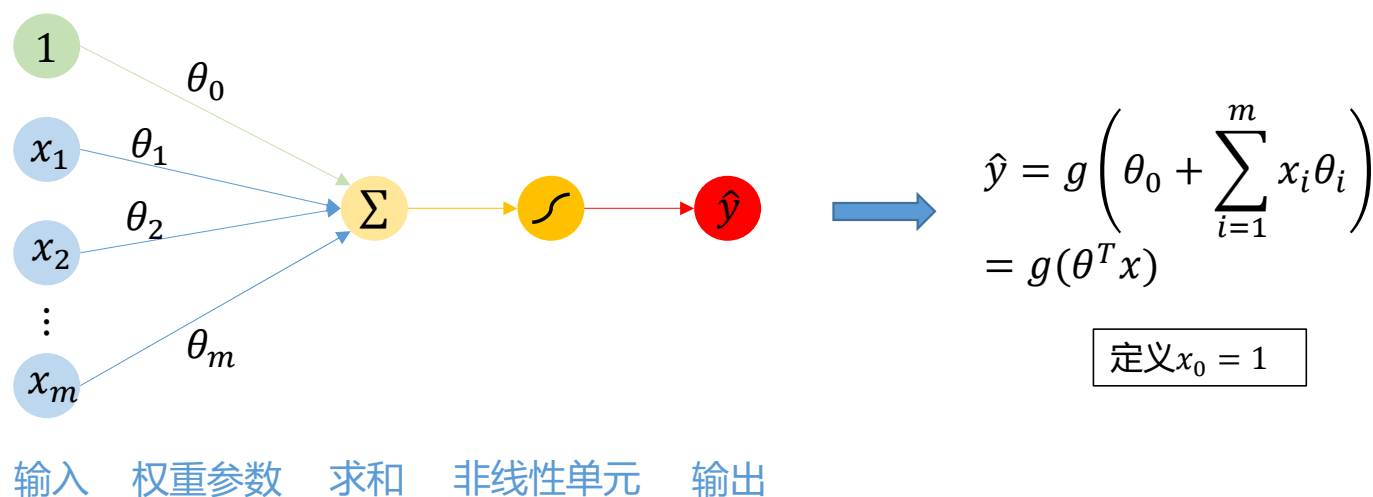 1
θ₀
x₁
θ₁
x₂
θ₂
⋮
xₘ
θₘ
Σ
ŷ
ŷ = g(θ₀ + ∑ᵢ₌₁ᵐ xᵢθᵢ)
= g(θᵀx)
定义x₀ = 1
输入 权重参数 求和 非线性单元 输出